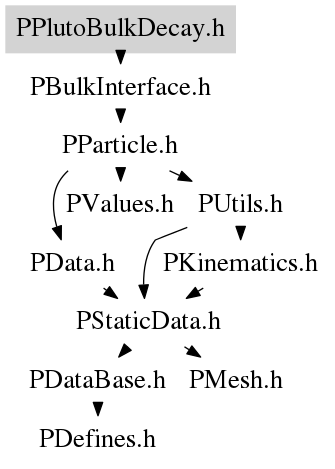 PPlutoBulkDecay.h
PBulkInterface.h
PParticle.h
PValues.h PUtils.h
PData.h PKinematics.h
PStaticData.h
PDataBase.h PMesh.h
PDefines.h